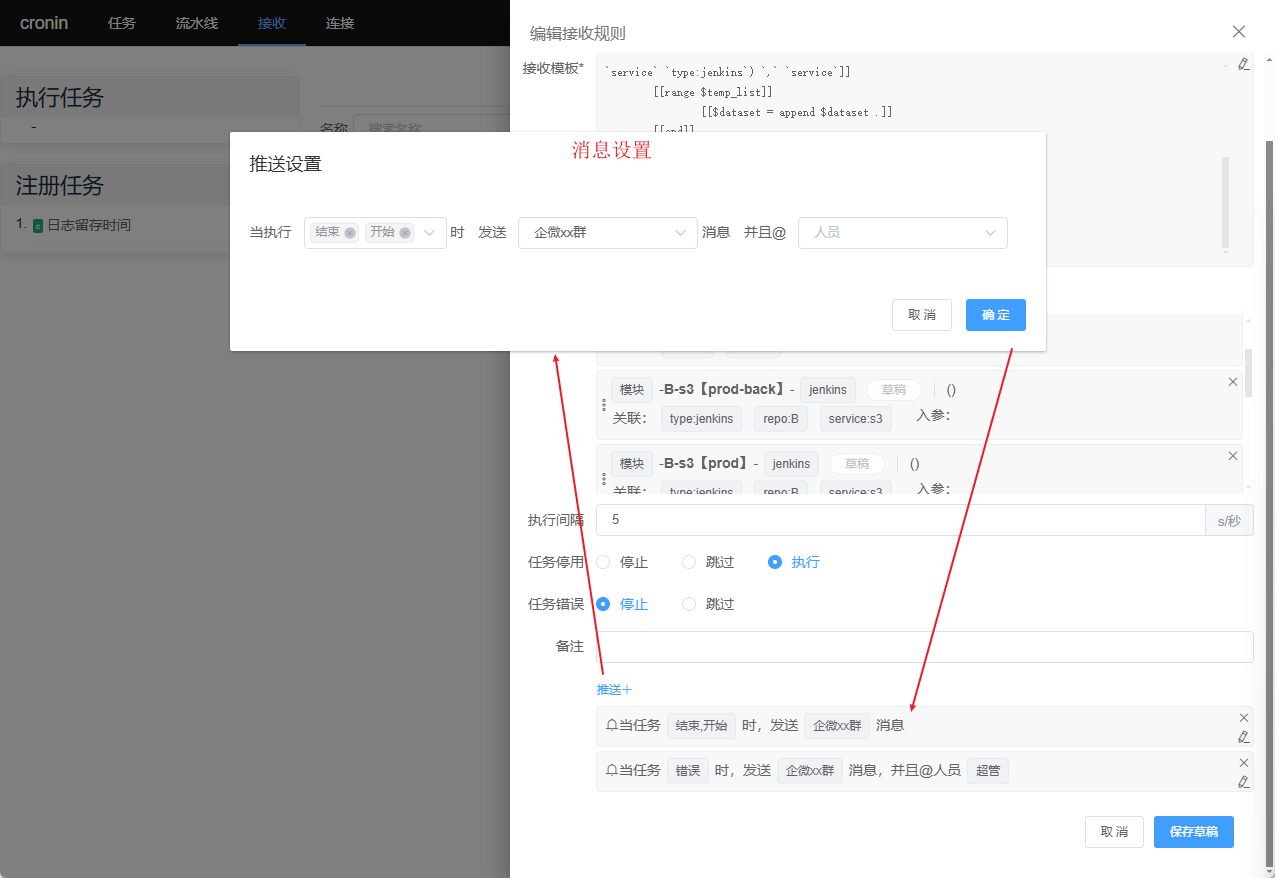 cronin 任务 流水线 接收 连接
编辑接收规则
执行任务
-
注册任务
1. c 日志留存时间
名称 搜索名称
接收模板*
`service` `type:jenkins`) `,` `service`]]
[[range $temp_list]]
[[$dataset = append $dataset .]]
[[end]]
消息设置
推送设置
当执行 结束 开始 时 发送 企微xx群 消息 并且@ 人员
取消 确定
模块 -B-s3【prod-back】- jenkins 草稿 | ()
关联： type:jenkins repo:B service:s3 入参：
模块 -B-s3【prod】- jenkins 草稿 | ()
关联： type:jenkins repo:B service:s3 入参：
执行间隔 5 s/秒
任务停用 停止 跳过 执行
任务错误 停止 跳过
备注
推送+
当任务 结束,开始 时，发送 企微xx群 消息
当任务 错误 时，发送 企微xx群 消息，并且@人员 超管
取消 保存草稿